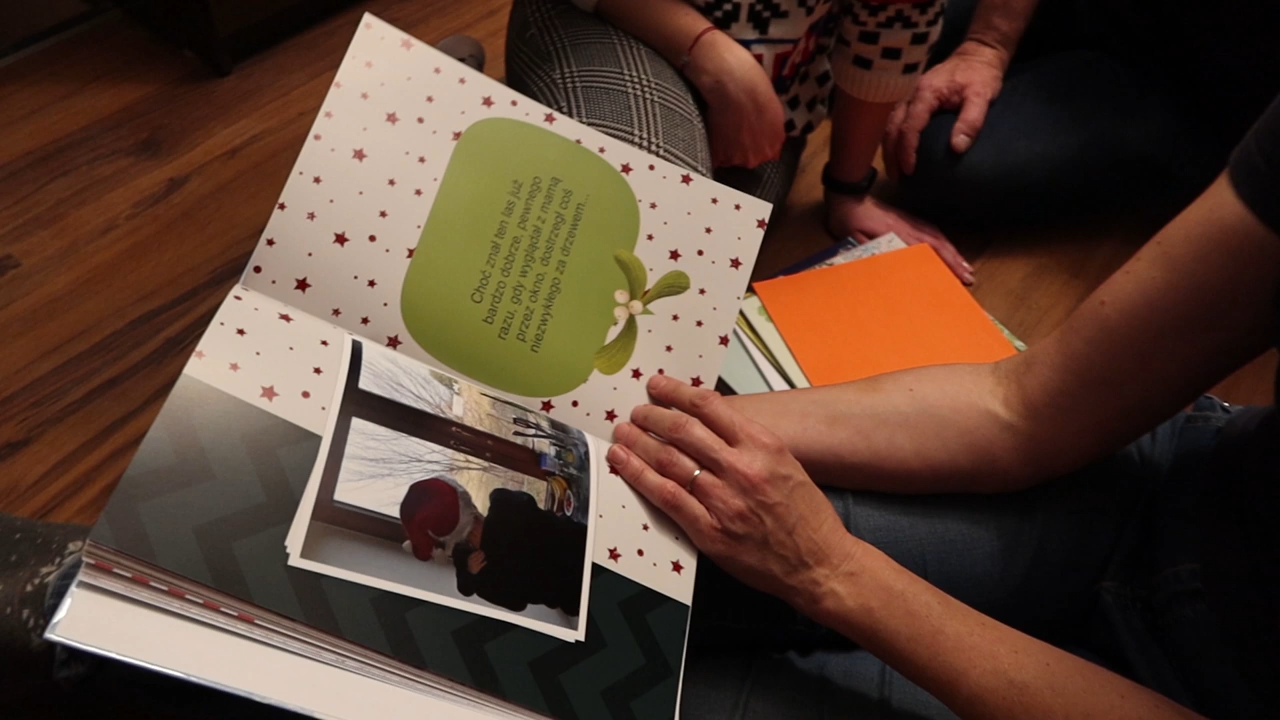 Choć znał ten las już
bardzo dobrze, pewnego
razu, gdy wyglądał z mamą
przez okno, dostrzegł coś
niezwykłego za drzewem...